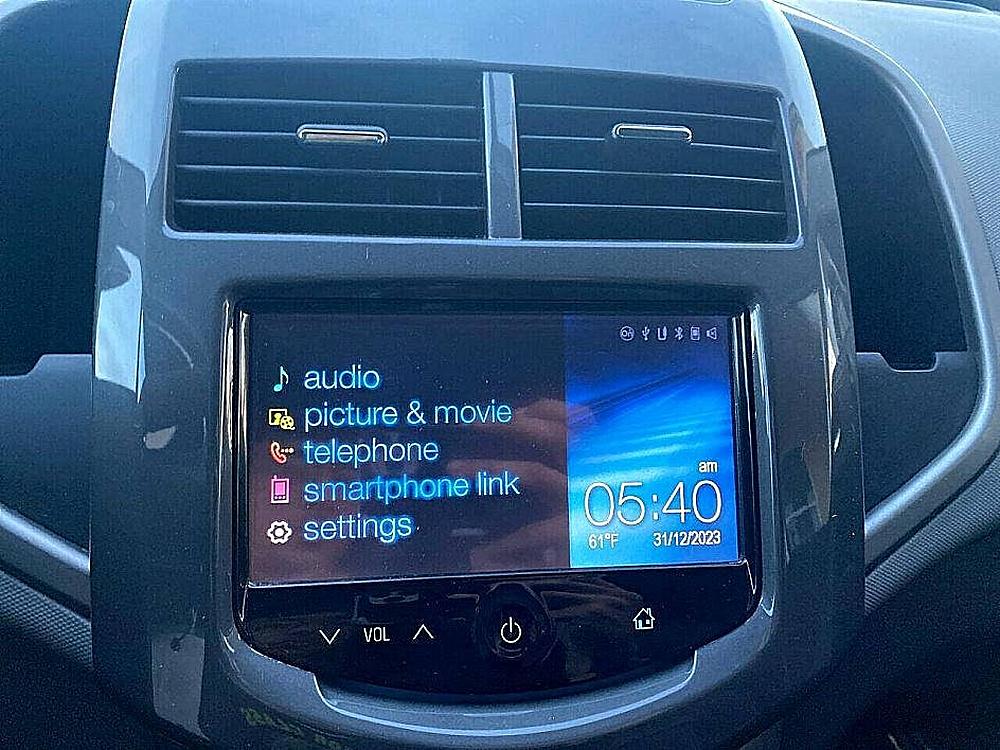 audio
picture & movie
telephone
smartphone link
settings
am
05:40
61°F 31/12/2023
VOL